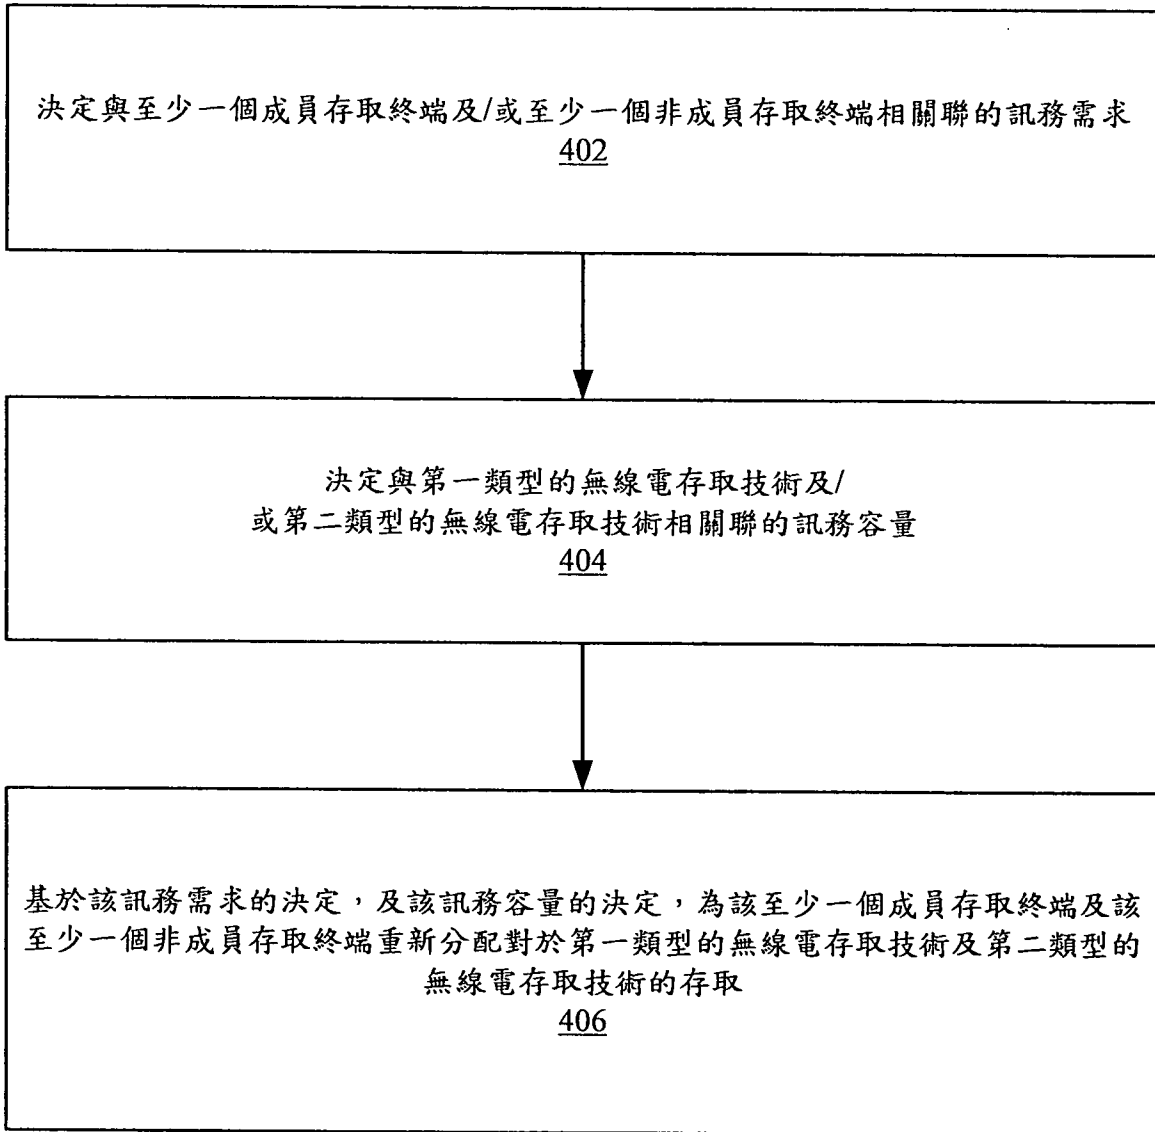 決定與至少一個成員存取終端及/或至少一個非成員存取終端相關聯的訊務需求
402
決定與第一類型的無線電存取技術及/
或第二類型的無線電存取技術相關聯的訊務容量
404
基於該訊務需求的決定，及該訊務容量的決定，為該至少一個成員存取終端及該
至少一個非成員存取終端重新分配對於第一類型的無線電存取技術及第二類型的
無線電存取技術的存取
406